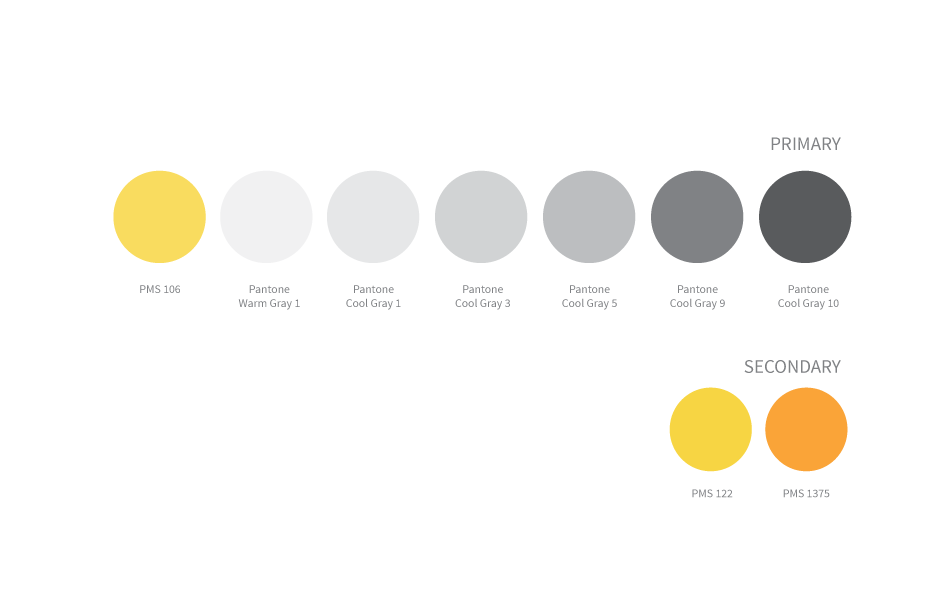 PRIMARY
PMS 106
Pantone
Warm Gray 1
Pantone
Cool Gray 1
Pantone
Cool Gray 3
Pantone
Cool Gray 5
Pantone
Cool Gray 9
Pantone
Cool Gray 10
SECONDARY
PMS 122
PMS 1375